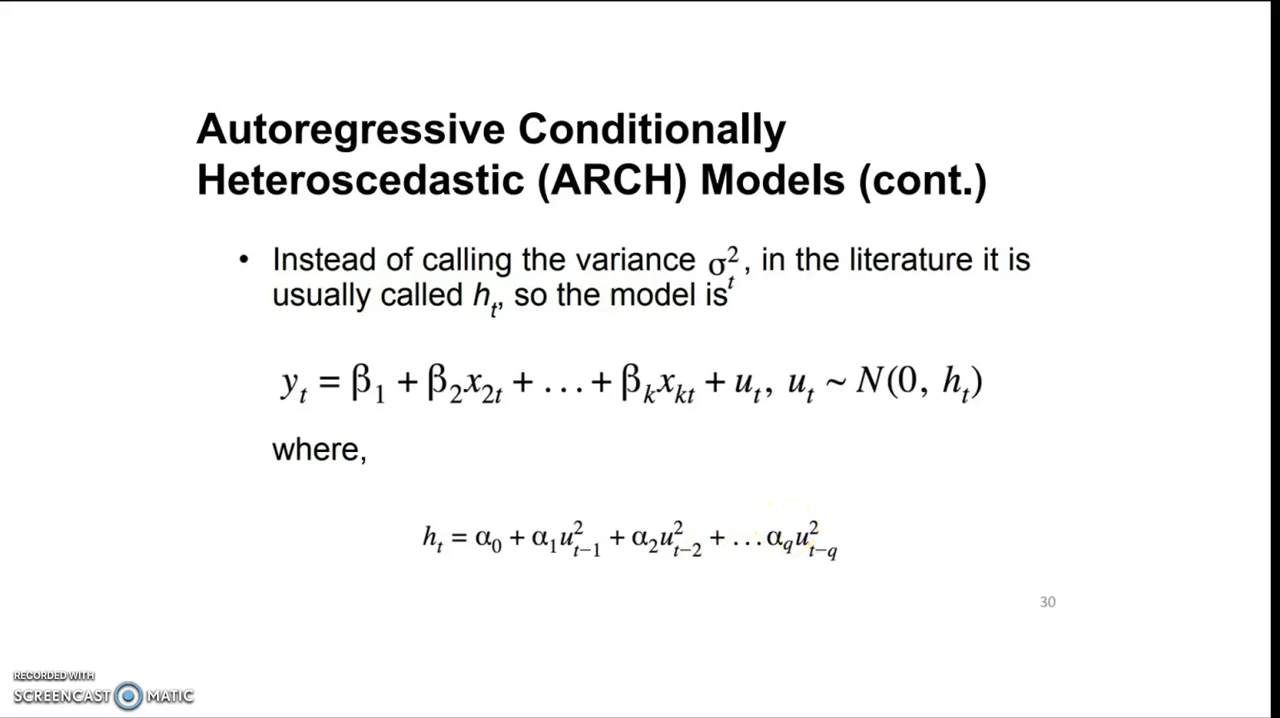 Autoregressive Conditionally
Heteroscedastic (ARCH) Models (cont.)
• Instead of calling the variance σ²ₜ, in the literature it is
usually called hₜ, so the model is
yₜ = β₁ + β₂x₂ₜ + ... + βₖxₖₜ + uₜ, uₜ ~ N(0, hₜ)
where,
hₜ = α₀ + α₁u²ₜ₋₁ + α₂u²ₜ₋₂ + ... α_q u²_{t−q}
30
RECORDED WITH
SCREENCAST MATIC